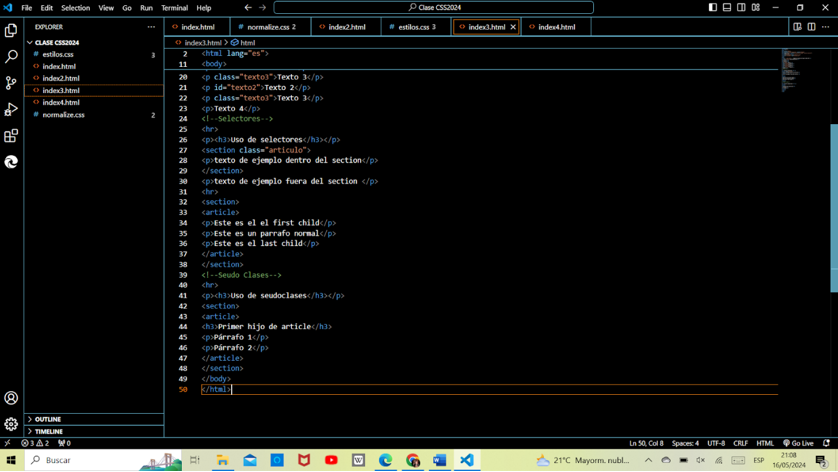 File Edit Selection View Go Run Terminal Help
Clase CSS2024
EXPLORER
CLASE CSS2024
# estilos.css 3
<> index.html
<> index2.html
<> index3.html
<> index4.html
# normalize.css 2
OUTLINE
TIMELINE
<> index.html # normalize.css 2 <> index2.html # estilos.css 3 <> index3.html <> index4.html
<> index3.html > html
2 <html lang="es">
11 <body>
20 <p class="texto3">Texto 3</p>
21 <p id="texto2">Texto 2</p>
22 <p class="texto3">Texto 3</p>
23 <p>Texto 4</p>
24 <!--Selectores-->
25 <hr>
26 <p><h3>Uso de selectores</h3></p>
27 <section class="articulo">
28 <p>texto de ejemplo dentro del section</p>
29 </section>
30 <p>texto de ejemplo fuera del section </p>
31 <hr>
32 <section>
33 <article>
34 <p>Este es el el first child</p>
35 <p>Este es un parrafo normal</p>
36 <p>Este es el last child</p>
37 </article>
38 </section>
39 <!--Seudo Clases-->
40 <hr>
41 <p><h3>Uso de seudoclases</h3></p>
42 <section>
43 <article>
44 <h3>Primer hijo de article</h3>
45 <p>Párrafo 1</p>
46 <p>Párrafo 2</p>
47 </article>
48 </section>
49 </body>
50 </html>
3 2 0 Ln 50, Col 8 Spaces: 4 UTF-8 CRLF HTML Go Live
Buscar 21°C Mayorm. nubl... ESP 21:08
16/05/2024 2